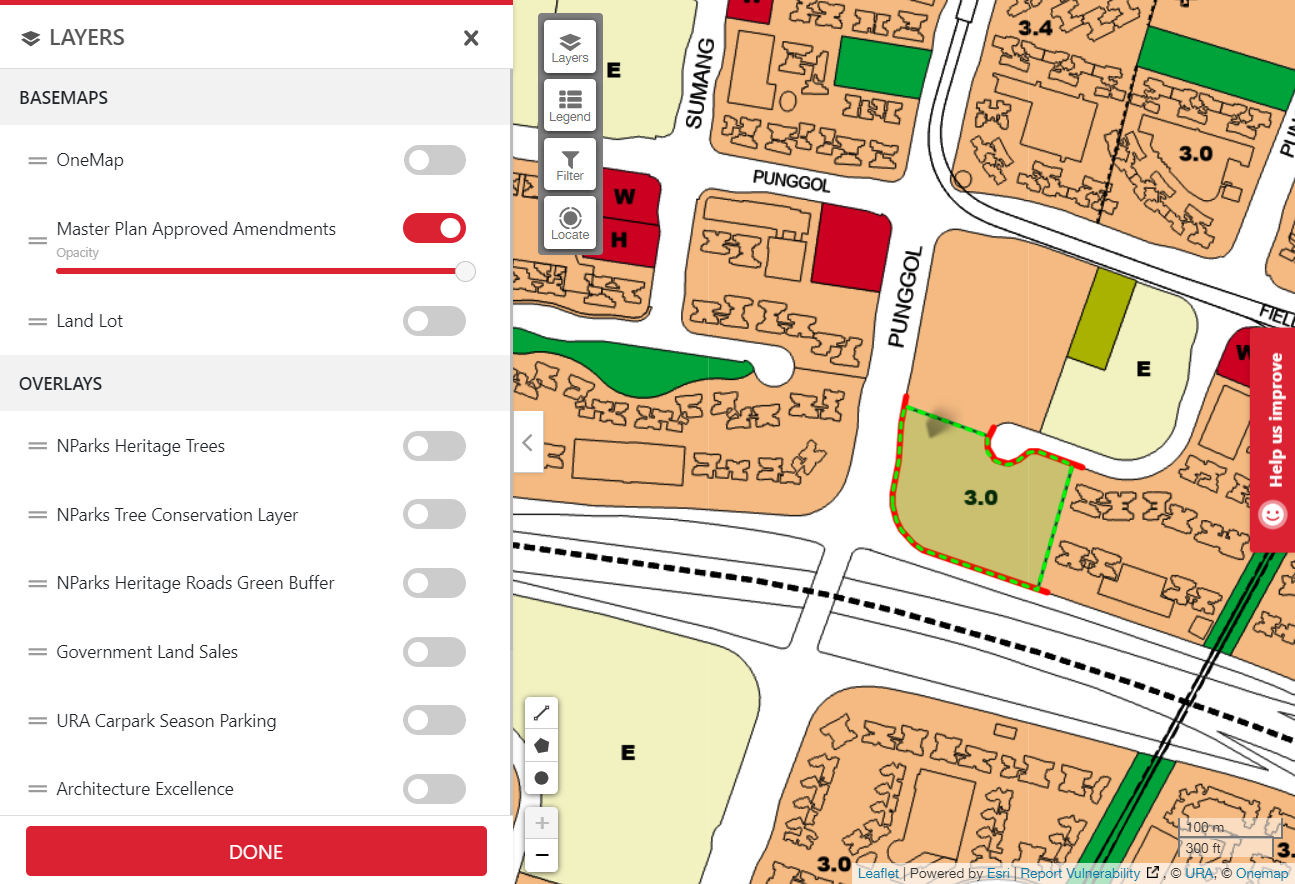 LAYERS
BASEMAPS
OneMap
Master Plan Approved Amendments
Opacity
Land Lot
OVERLAYS
NParks Heritage Trees
NParks Tree Conservation Layer
NParks Heritage Roads Green Buffer
Government Land Sales
URA Carpark Season Parking
Architecture Excellence
DONE
Layers
Legend
Filter
Locate
E
SUMANG
W
3.4
3.0
PUNGGOL
W
H
PUNGGOL
E
W
3.0
E
3.0
Help us improve
100 m
300 ft
Leaflet | Powered by Esri | Report Vulnerability , © URA, © Onemap